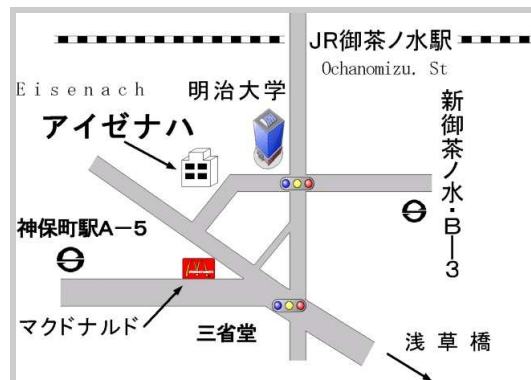 JR御茶ノ水駅
Ochanomizu. St
Eisenach
明治大学
アイゼナハ
新御茶ノ水・B-3
神保町駅A-5
マクドナルド
三省堂
浅草橋